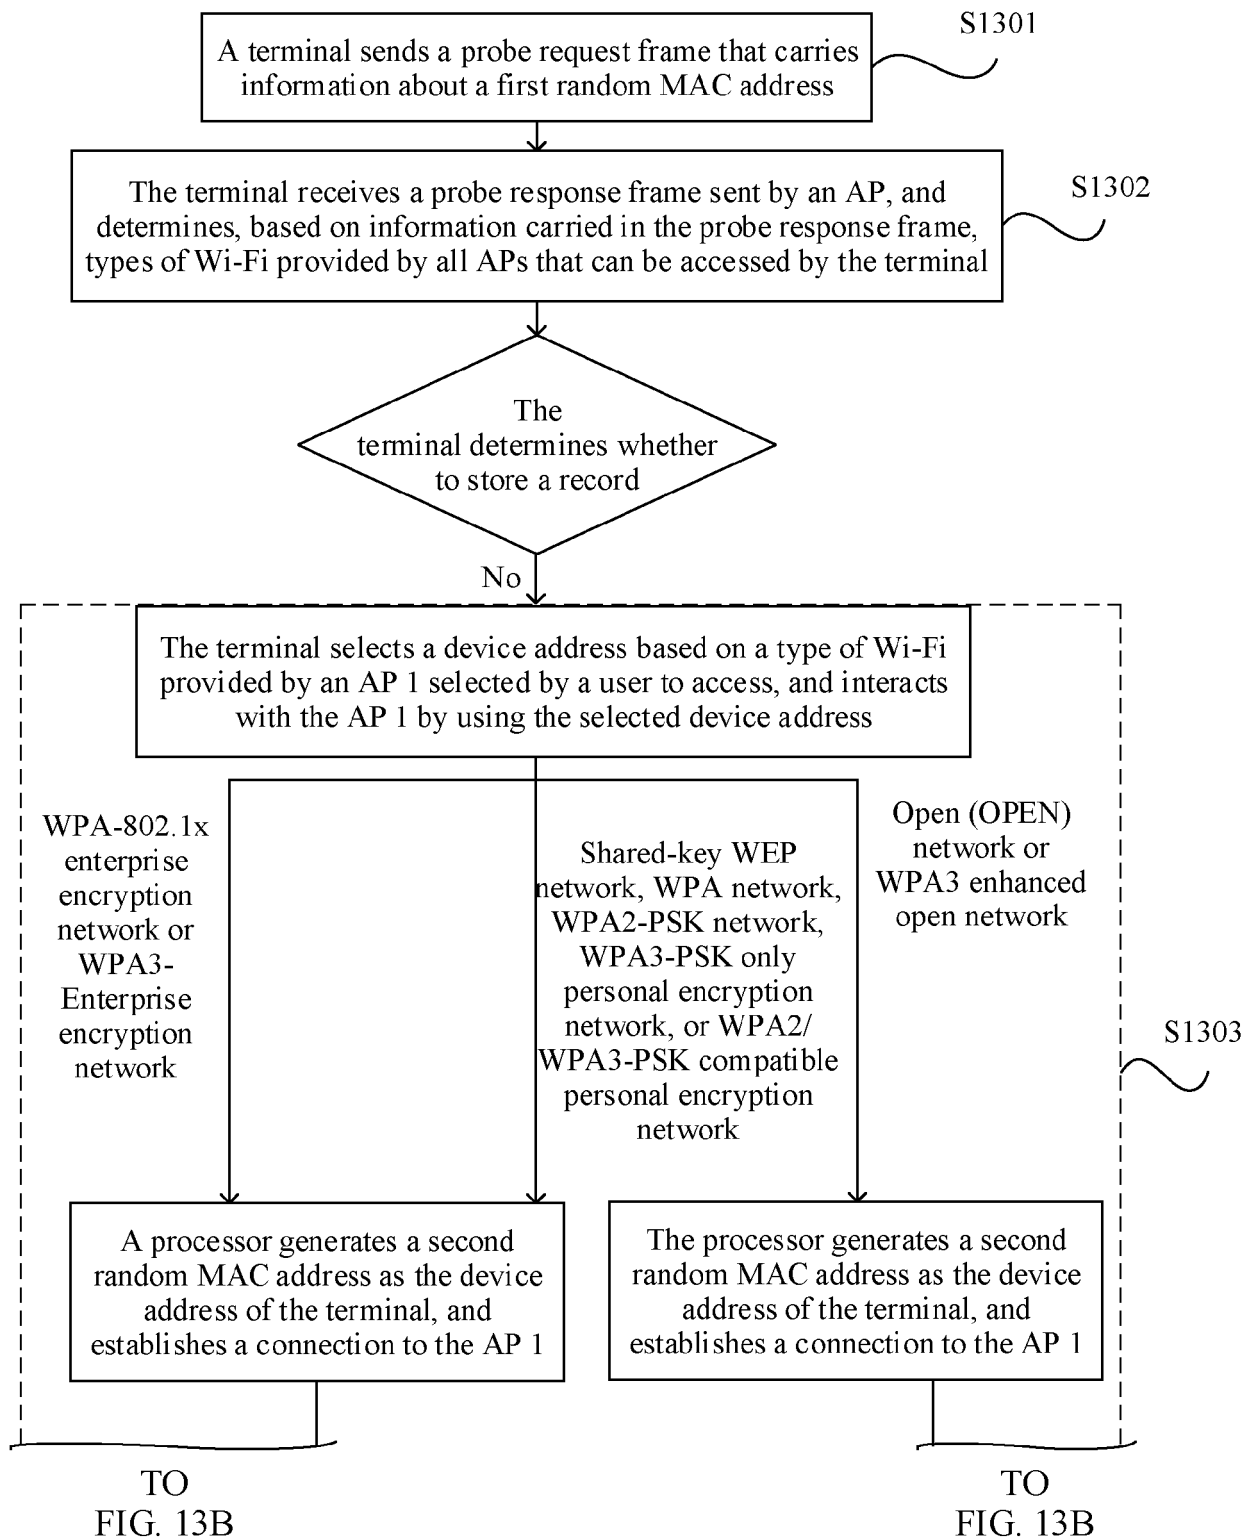 S1301
A terminal sends a probe request frame that carries
information about a first random MAC address
S1302
The terminal receives a probe response frame sent by an AP, and
determines, based on information carried in the probe response frame,
types of Wi-Fi provided by all APs that can be accessed by the terminal
The
terminal determines whether
to store a record
No
The terminal selects a device address based on a type of Wi-Fi
provided by an AP 1 selected by a user to access, and interacts
with the AP 1 by using the selected device address
WPA-802.1x
enterprise
encryption
network or
WPA3-
Enterprise
encryption
network
Shared-key WEP
network, WPA network,
WPA2-PSK network,
WPA3-PSK only
personal encryption
network, or WPA2/
WPA3-PSK compatible
personal encryption
network
Open (OPEN)
network or
WPA3 enhanced
open network
S1303
A processor generates a second
random MAC address as the device
address of the terminal, and
establishes a connection to the AP 1
The processor generates a second
random MAC address as the device
address of the terminal, and
establishes a connection to the AP 1
TO
FIG. 13B
TO
FIG. 13B